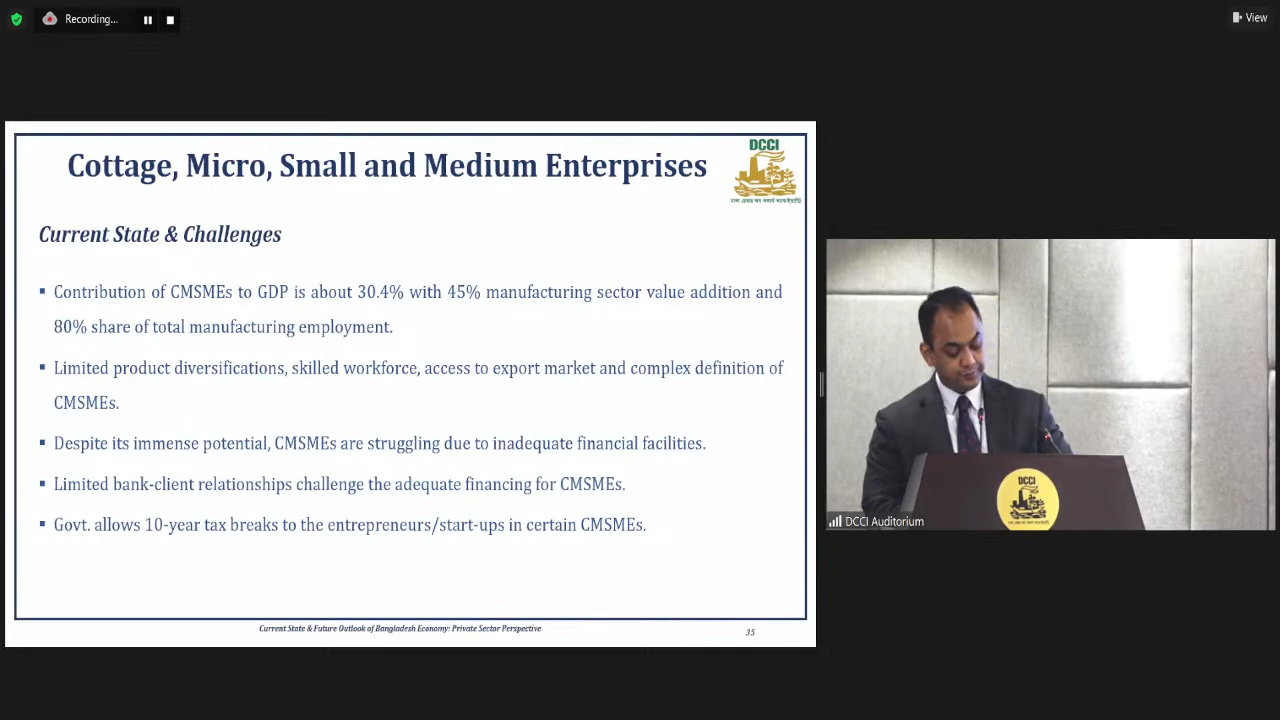 Recording...
View
Cottage, Micro, Small and Medium Enterprises
DCCI
Current State & Challenges
▪ Contribution of CMSMEs to GDP is about 30.4% with 45% manufacturing sector value addition and
80% share of total manufacturing employment.
▪ Limited product diversifications, skilled workforce, access to export market and complex definition of
CMSMEs.
▪ Despite its immense potential, CMSMEs are struggling due to inadequate financial facilities.
▪ Limited bank-client relationships challenge the adequate financing for CMSMEs.
▪ Govt. allows 10-year tax breaks to the entrepreneurs/start-ups in certain CMSMEs.
Current State & Future Outlook of Bangladesh Economy: Private Sector Perspective
35
DCCI
DCCI Auditorium